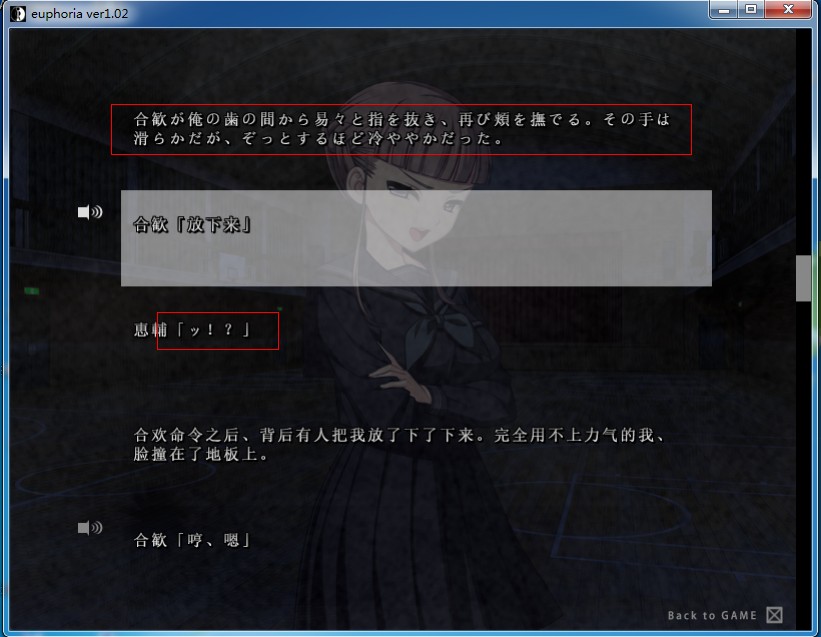 euphoria ver1.02
合歓が俺の歯の間から易々と指を抜き、再び頬を撫でる。その手は
滑らかだが、ぞっとするほど冷ややかだった。
合歓「放下来」
恵輔「ッ！？」
合欢命令之后、背后有人把我放了下了下来。完全用不上力气的我、
脸撞在了地板上。
合歓「哼、嗯」
Back to GAME